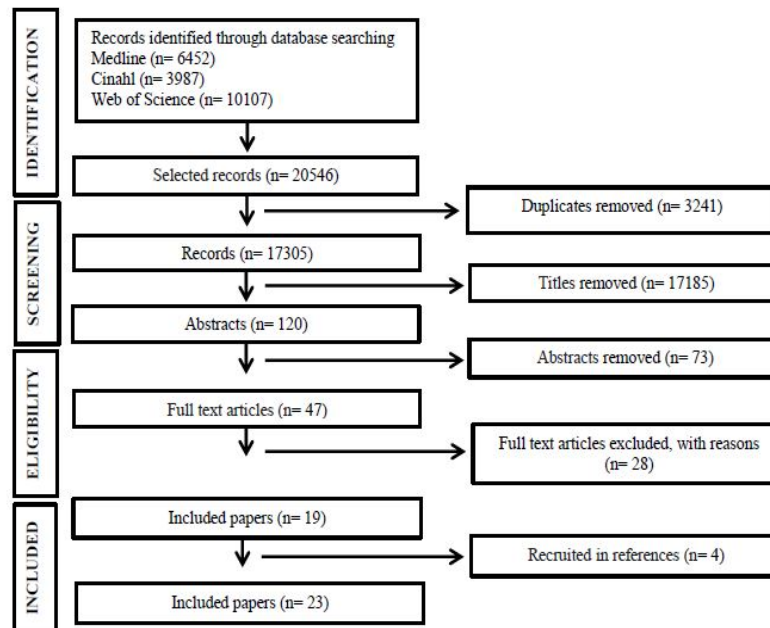 IDENTIFICATION
Records identified through database searching
Medline (n= 6452)
Cinahl (n= 3987)
Web of Science (n= 10107)
Selected records (n= 20546)
Duplicates removed (n= 3241)
SCREENING
Records (n= 17305)
Titles removed (n= 17185)
Abstracts (n= 120)
Abstracts removed (n= 73)
ELIGIBILITY
Full text articles (n= 47)
Full text articles excluded, with reasons
(n= 28)
INCLUDED
Included papers (n= 19)
Recruited in references (n= 4)
Included papers (n= 23)